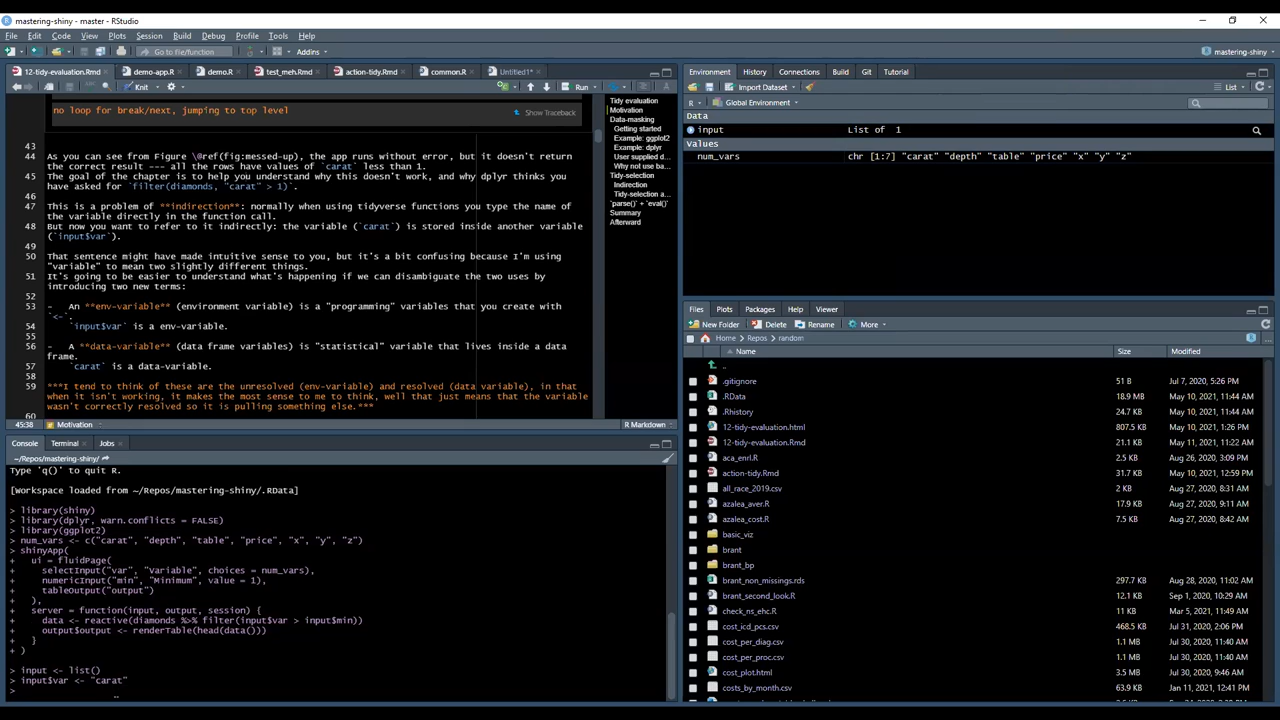 mastering-shiny - master - RStudio
File Edit Code View Plots Session Build Debug Profile Tools Help
Go to file/function Addins mastering-shiny
12-tidy-evaluation.Rmd demo-app.R demo.R test_meh.Rmd action-tidy.Rmd common.R Untitled1*
Knit Run
no loop for break/next, jumping to top level
Show Traceback
43
44 As you can see from Figure \@ref(fig:messed-up), the app runs without error, but it doesn't return
the correct result --- all the rows have values of `carat` less than 1.
45 The goal of the chapter is to help you understand why this doesn't work, and why dplyr thinks you
have asked for `filter(diamonds, "carat" > 1)`.
46
47 This is a problem of **indirection**: normally when using tidyverse functions you type the name of
the variable directly in the function call.
48 But now you want to refer to it indirectly: the variable (`carat`) is stored inside another variable
(`input$var`).
49
50 That sentence might have made intuitive sense to you, but it's a bit confusing because I'm using
"variable" to mean two slightly different things.
51 It's going to be easier to understand what's happening if we can disambiguate the two uses by
introducing two new terms:
52
53 - An **env-variable** (environment variable) is a "programming" variables that you create with
`<-`.
54 `input$var` is a env-variable.
55
56 - A **data-variable** (data frame variables) is "statistical" variable that lives inside a data
frame.
57 `carat` is a data-variable.
58
59 ***I tend to think of these are the unresolved (env-variable) and resolved (data variable), in that
when it isn't working, it makes the most sense to me to think, well that just means that the variable
wasn't correctly resolved so it is pulling something else.***
60
45:38 Motivation R Markdown
Tidy evaluation
Motivation
Data-masking
Getting started
Example: ggplot2
Example: dplyr
User supplied d...
Why not use ba...
Tidy-selection
Indirection
Tidy-selection a...
`parse()` + `eval()`
Summary
Afterward
Console Terminal Jobs
~/Repos/mastering-shiny/
Type 'q()' to quit R.
[Workspace loaded from ~/Repos/mastering-shiny/.RData]
> library(shiny)
> library(dplyr, warn.conflicts = FALSE)
> library(ggplot2)
> num_vars <- c("carat", "depth", "table", "price", "x", "y", "z")
> shinyApp(
+ ui = fluidPage(
+ selectInput("var", "Variable", choices = num_vars),
+ numericInput("min", "Minimum", value = 1),
+ tableOutput("output")
+ ),
+ server = function(input, output, session) {
+ data <- reactive(diamonds %>% filter(input$var > input$min))
+ output$output <- renderTable(head(data()))
+ }
+ )
> input <- list()
> input$var <- "carat"
>
Environment History Connections Build Git Tutorial
Import Dataset List
R Global Environment
Data
input List of 1
Values
num_vars chr [1:7] "carat" "depth" "table" "price" "x" "y" "z"
Files Plots Packages Help Viewer
New Folder Delete Rename More
Home Repos random
Name Size Modified
..
.gitignore 51 B Jul 7, 2020, 5:26 PM
.RData 18.9 MB May 10, 2021, 11:44 AM
.Rhistory 24.7 KB May 10, 2021, 11:44 AM
12-tidy-evaluation.html 807.5 KB May 11, 2021, 1:26 PM
12-tidy-evaluation.Rmd 21.1 KB May 11, 2021, 11:22 AM
aca_enrl.R 2.5 KB Aug 26, 2020, 3:09 PM
action-tidy.Rmd 31.7 KB May 10, 2021, 12:59 PM
all_race_2019.csv 2 KB Aug 27, 2020, 8:31 AM
azalea_aver.R 17.9 KB Aug 27, 2020, 9:31 AM
azalea_cost.R 7.5 KB Aug 27, 2020, 8:42 AM
basic_viz
brant
brant_bp
brant_non_missings.rds 297.7 KB Aug 28, 2020, 11:02 AM
brant_second_look.R 12.1 KB Sep 1, 2020, 10:29 AM
check_ns_ehc.R 11 KB Mar 5, 2021, 11:49 AM
cost_icd_pcs.csv 468.5 KB Jul 31, 2020, 2:06 PM
cost_per_diag.csv 1.1 MB Jul 30, 2020, 11:40 AM
cost_per_proc.csv 1.1 MB Jul 30, 2020, 11:40 AM
cost_plot.html 3.5 MB Jul 30, 2020, 9:46 AM
costs_by_month.csv 63.9 KB Jan 11, 2021, 12:41 PM